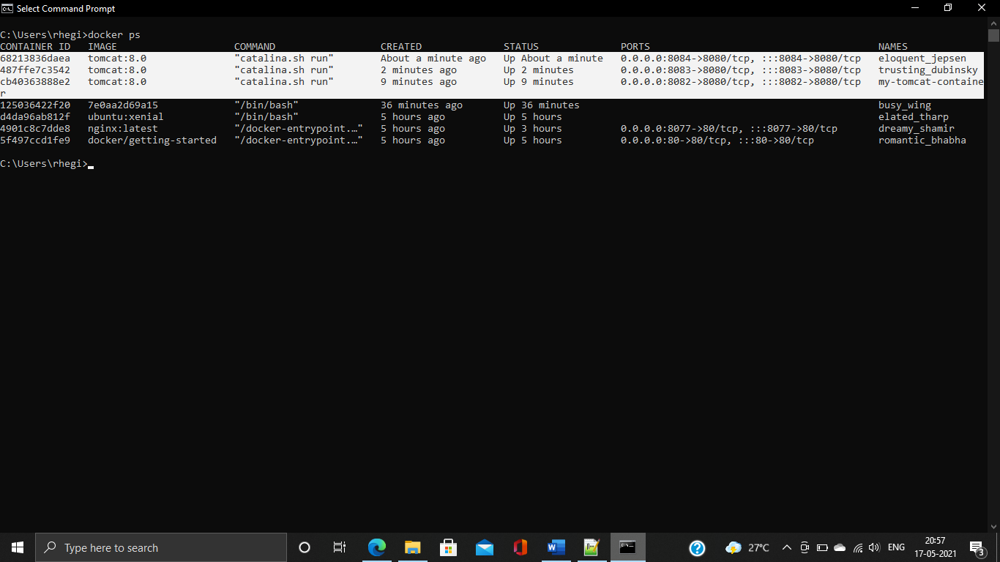 Select Command Prompt
C:\Users\rhegi>docker ps
CONTAINER ID   IMAGE                    COMMAND                  CREATED              STATUS              PORTS                                       NAMES
68213836daea   tomcat:8.0               "catalina.sh run"        About a minute ago   Up About a minute   0.0.0.0:8084->8080/tcp, :::8084->8080/tcp   eloquent_jepsen
487ffe7c3542   tomcat:8.0               "catalina.sh run"        2 minutes ago        Up 2 minutes        0.0.0.0:8083->8080/tcp, :::8083->8080/tcp   trusting_dubinsky
cb40363888e2   tomcat:8.0               "catalina.sh run"        9 minutes ago        Up 9 minutes        0.0.0.0:8082->8080/tcp, :::8082->8080/tcp   my-tomcat-containe
r
125036422f20   7e0aa2d69a15             "/bin/bash"              36 minutes ago       Up 36 minutes                                                   busy_wing
d4da96ab812f   ubuntu:xenial            "/bin/bash"              5 hours ago          Up 5 hours                                                      elated_tharp
4901c8c7dde8   nginx:latest             "/docker-entrypoint.…"   5 hours ago          Up 3 hours          0.0.0.0:8077->80/tcp, :::8077->80/tcp       dreamy_shamir
5f497ccd1fe9   docker/getting-started   "/docker-entrypoint.…"   5 hours ago          Up 5 hours          0.0.0.0:80->80/tcp, :::80->80/tcp           romantic_bhabha
C:\Users\rhegi>
Type here to search
27°C
ENG
20:57
17-05-2021
3